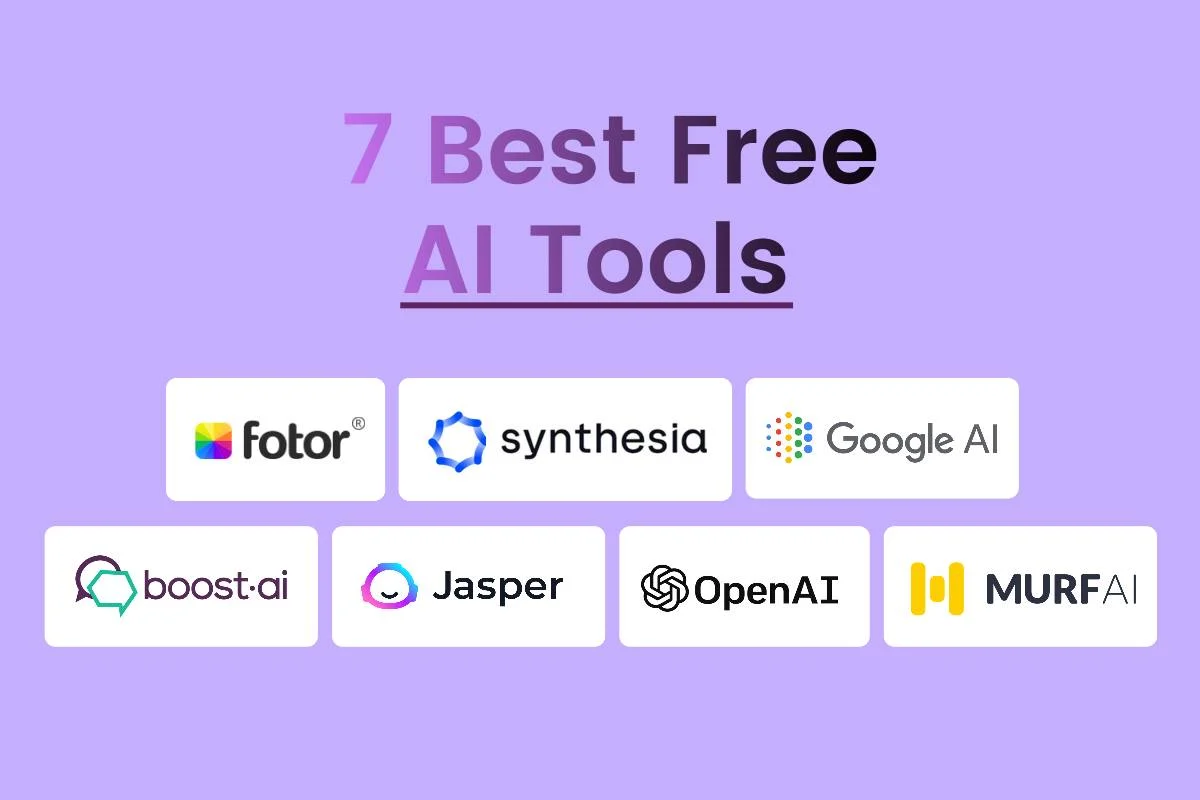 7 Best Free
AI Tools
fotor®
synthesia
Google AI
boost·ai
Jasper
OpenAI
MURFAI